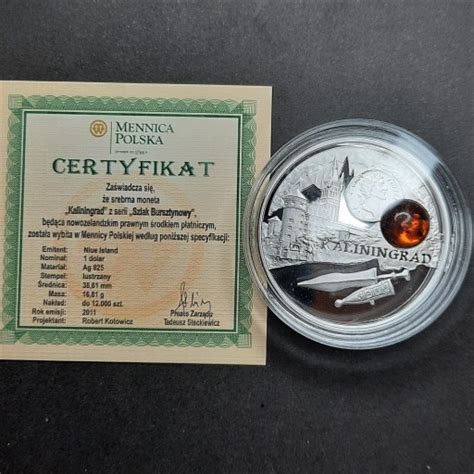 MENNICA
POLSKA
CERTYFIKAT
Zaświadcza się,
że srebrna moneta
„Kaliningrad” z serii „Szlak Bursztynowy”,
będąca nowozelandzkim prawnym środkiem płatniczym,
została wybita w Mennicy Polskiej według poniższej specyfikacji:
Emitent: Niue Island
Nominał: 1 dolar
Materiał: Ag 925
Stempel: lustrzany
Średnica: 38,61 mm
Masa: 16,81 g
Nakład: do 12.000 szt.
Rok emisji: 2011
Projektant: Robert Kotowicz
Prezes Zarządu
Tadeusz Steckiewicz
KALININGRAD